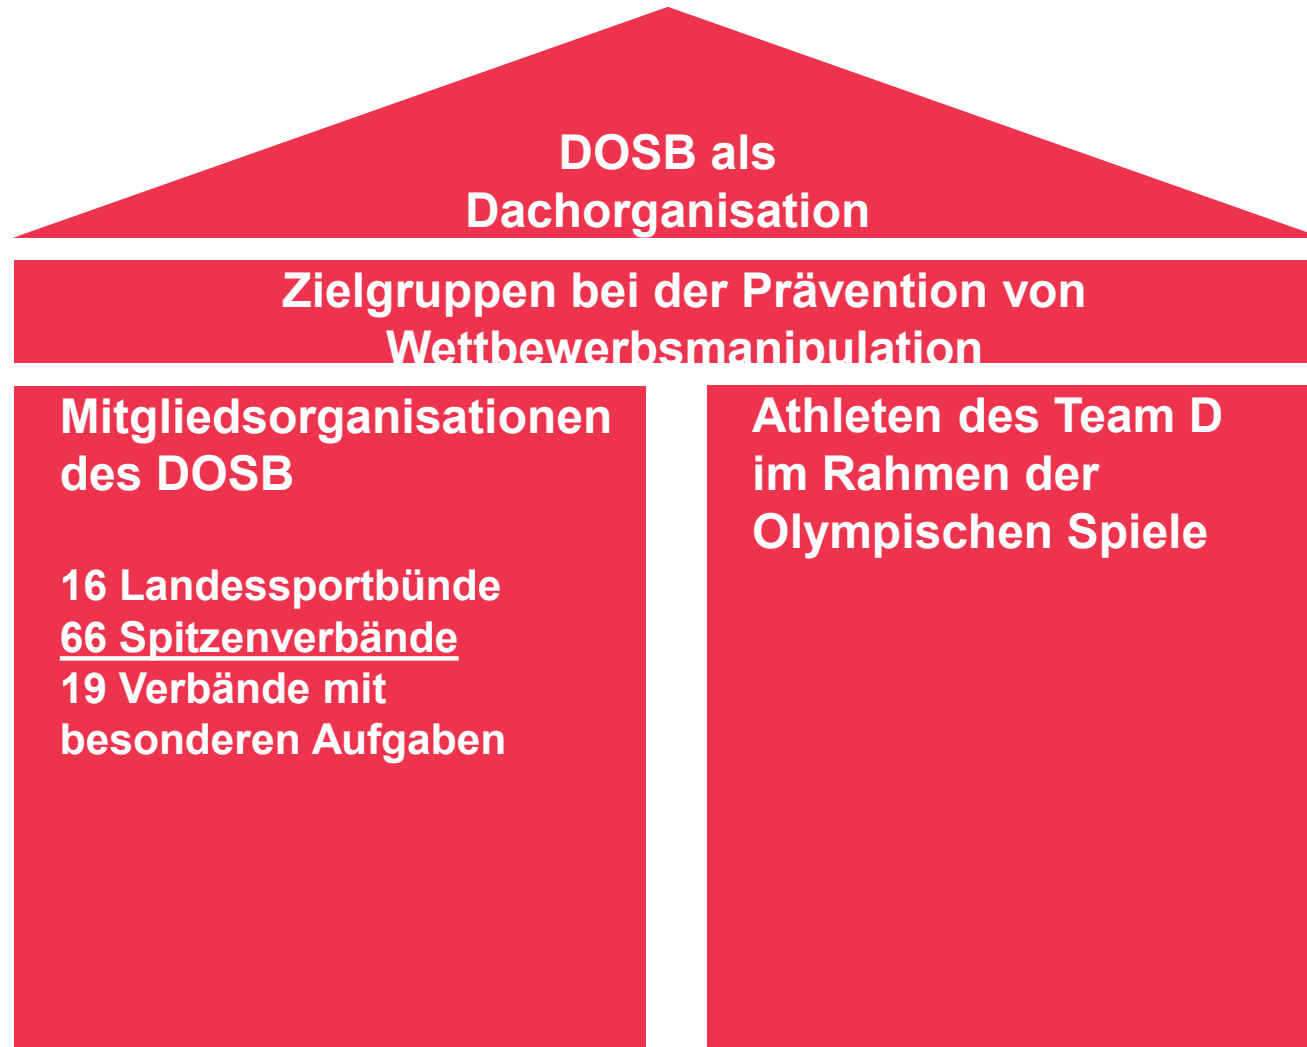 DOSB als
Dachorganisation
Zielgruppen bei der Prävention von
Wettbewerbsmanipulation
Mitgliedsorganisationen
des DOSB
16 Landessportbünde
66 Spitzenverbände
19 Verbände mit
besonderen Aufgaben
Athleten des Team D
im Rahmen der
Olympischen Spiele